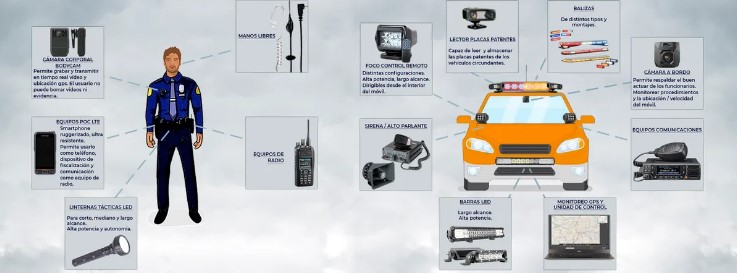 CÁMARA CORPORAL
BODYCAM
Permite grabar y transmitir
en tiempo real video y
ubicación gps. El usuario no
puede borrar videos ni
evidencia.
MANOS LIBRES
EQUIPOS POC LTE
Smartphone
ruggerizado, ultra
resistente.
Permite usarlo
como teléfono,
dispositivo de
fiscalización y
comunicación
como equipo de
radio.
EQUIPOS DE
RADIO
LINTERNAS TÁCTICAS LED
Para corto, mediano y largo
alcance.
Alta potencia y autonomía.
FOCO CONTROL REMOTO
Distintas configuraciones.
Alta potencia, largo alcance.
Dirigibles desde el interior
del móvil.
LECTOR PLACAS PATENTES
Capaz de leer y almacenar
las placas patentes de los
vehículos circundantes.
BALIZAS
De distintos tipos y
montajes.
CÁMARA A BORDO
Permite respaldar el buen
actuar de los funcionarios.
Monitorear procedimientos
y la ubicación / velocidad
del móvil.
SIRENA / ALTO PARLANTE
EQUIPOS COMUNICACIONES
BARRAS LED
Largo alcance.
Alta potencia.
MONITOREO GPS Y
UNIDAD DE CONTROL